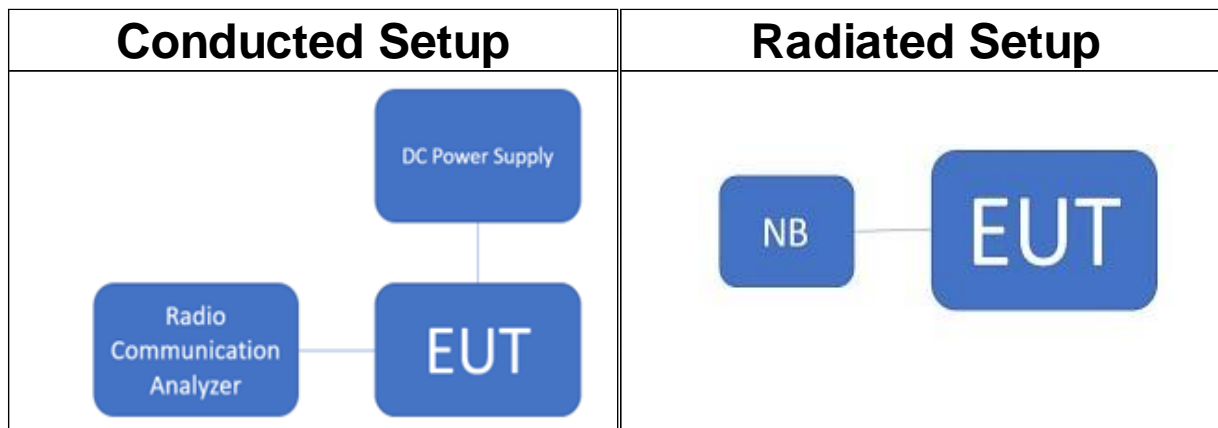 Conducted Setup
Radiated Setup
DC Power Supply
Radio
Communication
Analyzer
EUT
NB
EUT